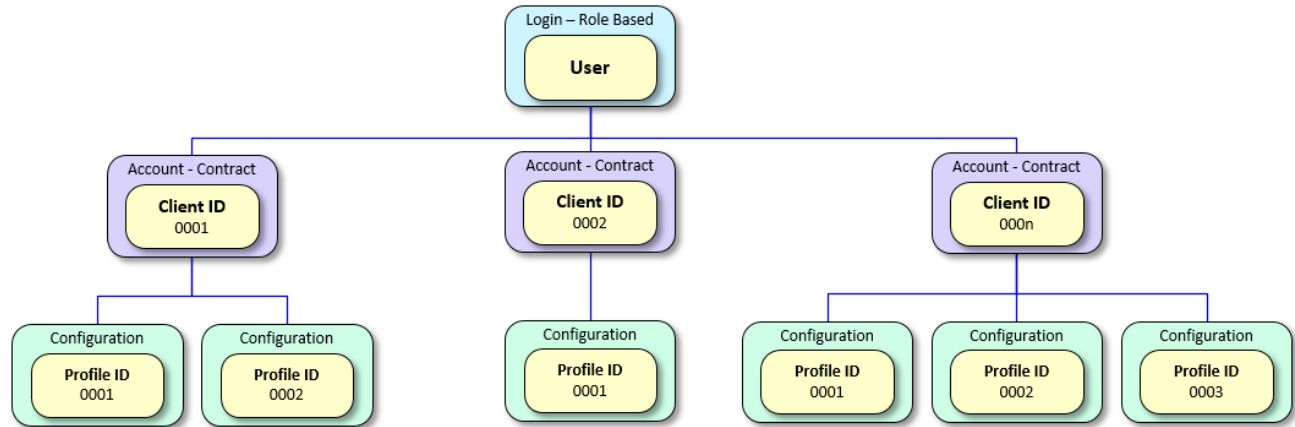 Login – Role Based
User
Account - Contract
Client ID
0001
Account - Contract
Client ID
0002
Account - Contract
Client ID
000n
Configuration
Profile ID
0001
Configuration
Profile ID
0002
Configuration
Profile ID
0001
Configuration
Profile ID
0001
Configuration
Profile ID
0002
Configuration
Profile ID
0003